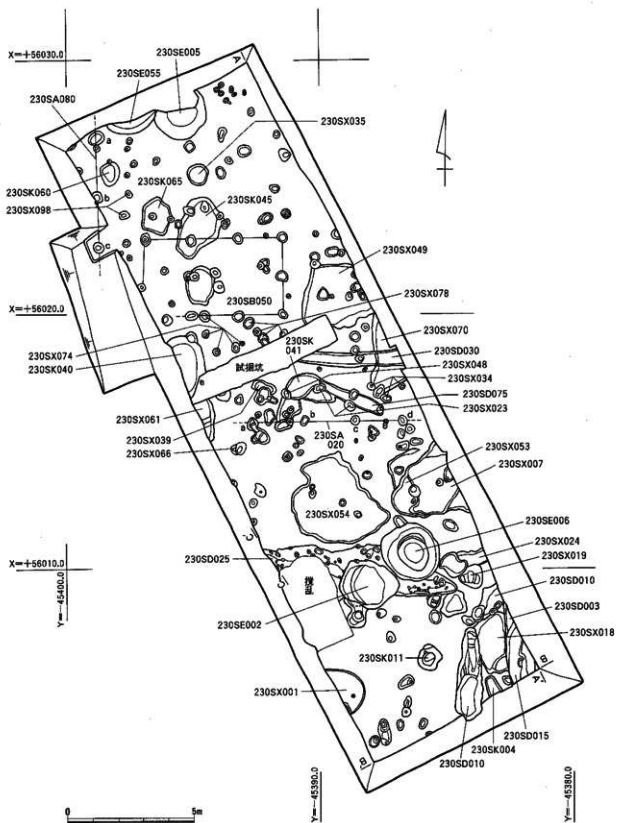 X=+56030.0
230SE005
230SE055
230SA080
A
a
230SX035
230SK060
230SX098
b
230SK065
230SK045
c
230SX049
230SB050
230SX078
X=+56020.0
230SX070
230SX074
230SK040
230SK
041
230SD030
230SX048
試掘坑
230SX034
230SD075
230SX023
230SX061
230SX039
230SX066
a
b
c
d
230SA
020
230SX053
230SX007
230SX054
230SE006
C
230SX024
230SX019
230SD025
X=+56010.0
230SD010
Y=-45400.0
撹乱
C
230SD003
230SE002
230SX018
230SK011
B
A
230SX001
230SD015
230SK004
B
230SD010
0
5m
Y=-45390.0
Y=-45380.0